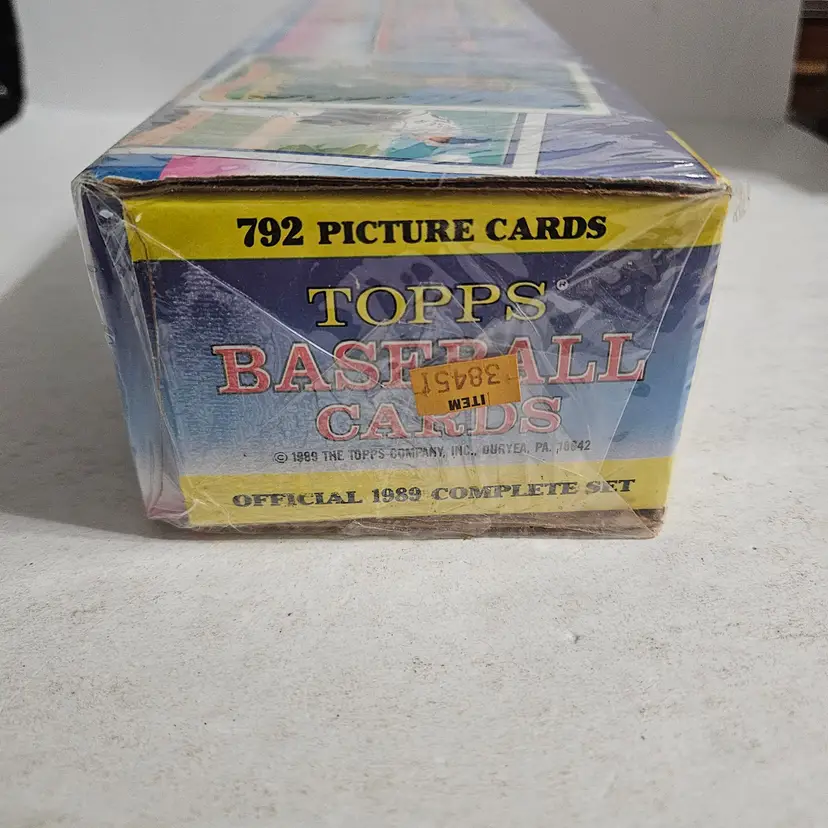 792 PICTURE CARDS
TOPPS®
BASEBALL
CARDS
ITEM
38451
© 1989 THE TOPPS COMPANY, INC., DURYEA, PA. 18642
OFFICIAL 1989 COMPLETE SET